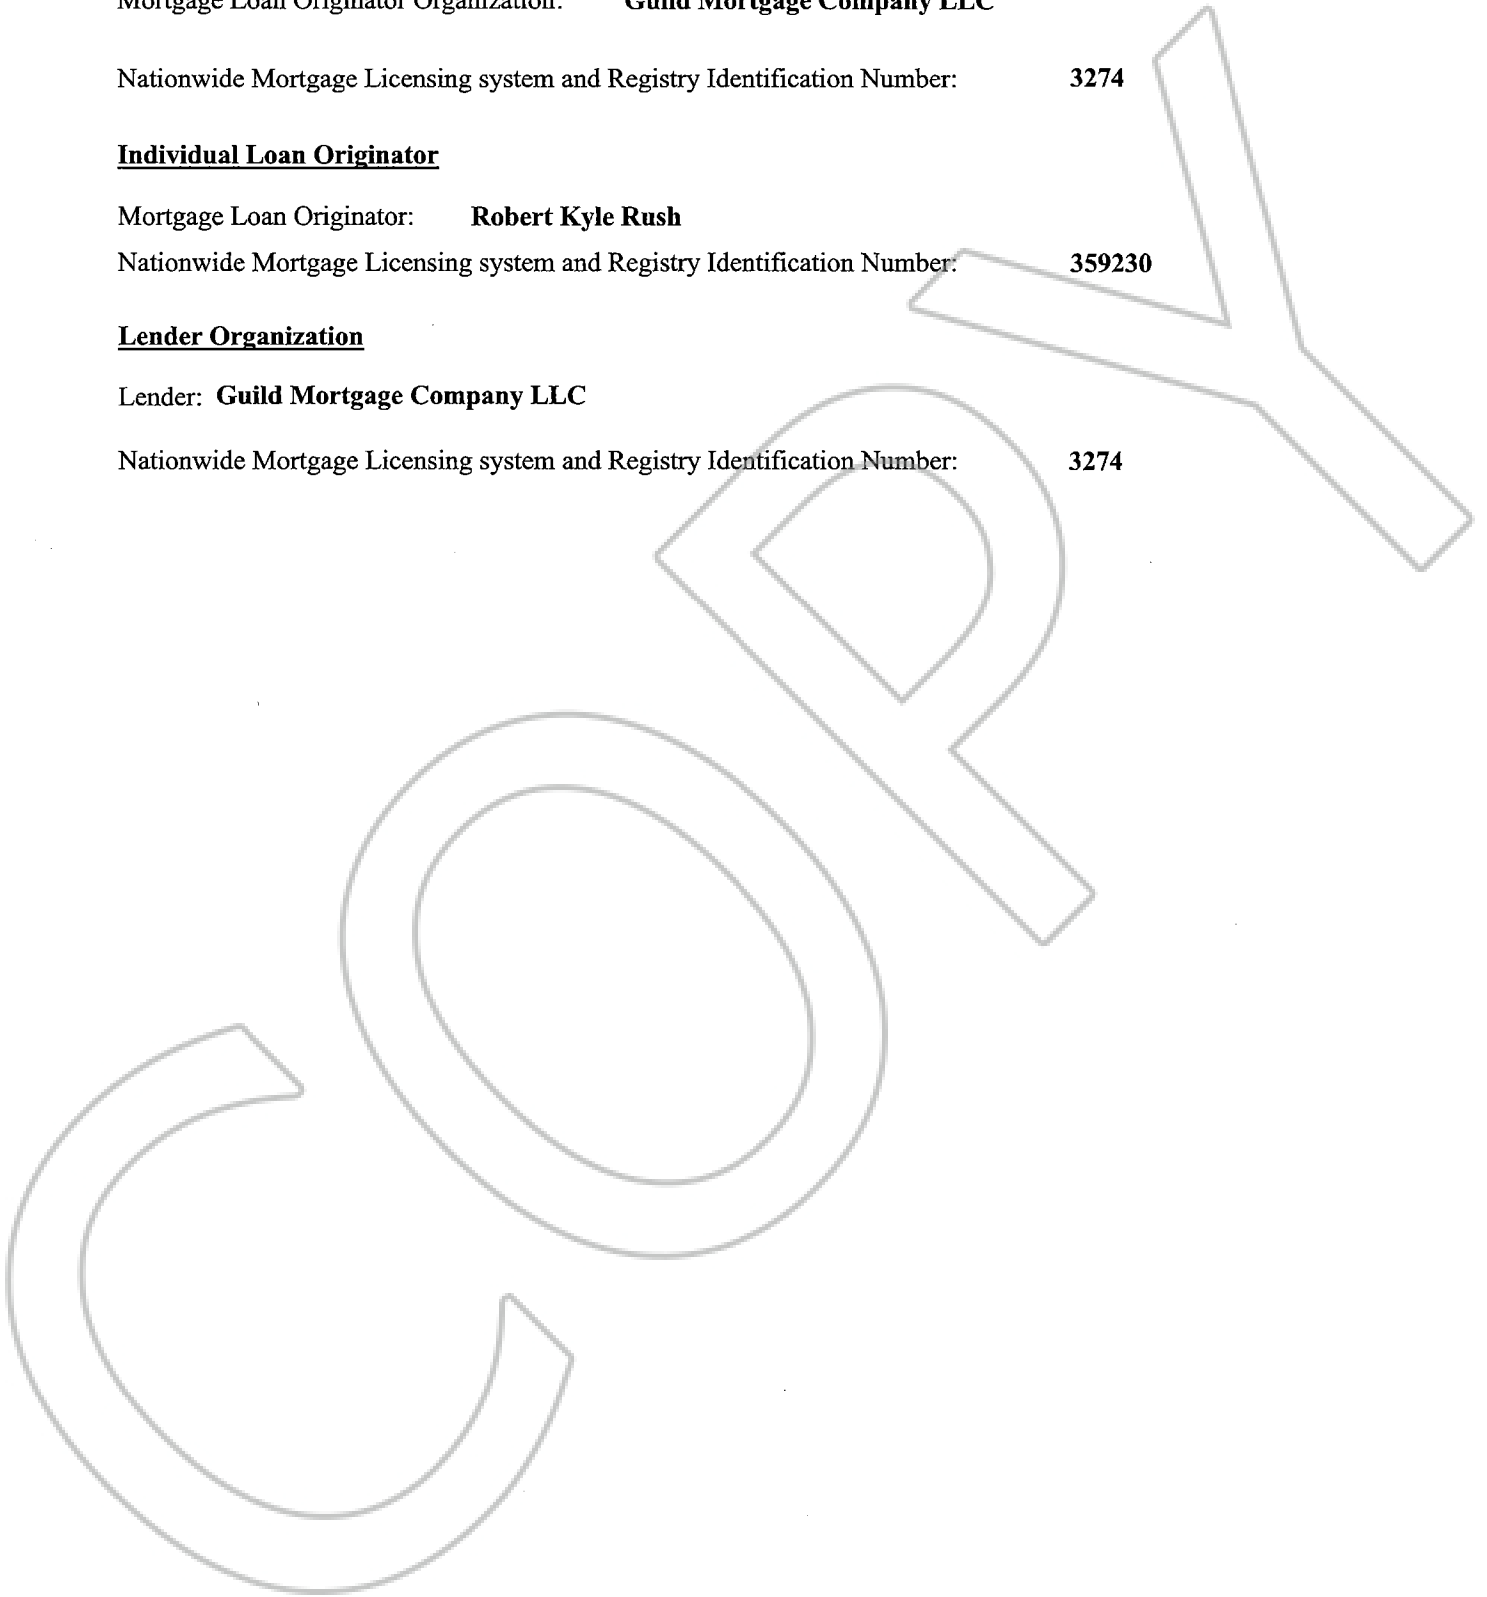 Mortgage Loan Originator Organization: Guild Mortgage Company LLC
Nationwide Mortgage Licensing system and Registry Identification Number: 3274
Individual Loan Originator
Mortgage Loan Originator: Robert Kyle Rush
Nationwide Mortgage Licensing system and Registry Identification Number: 359230
Lender Organization
Lender: Guild Mortgage Company LLC
Nationwide Mortgage Licensing system and Registry Identification Number: 3274
COPY